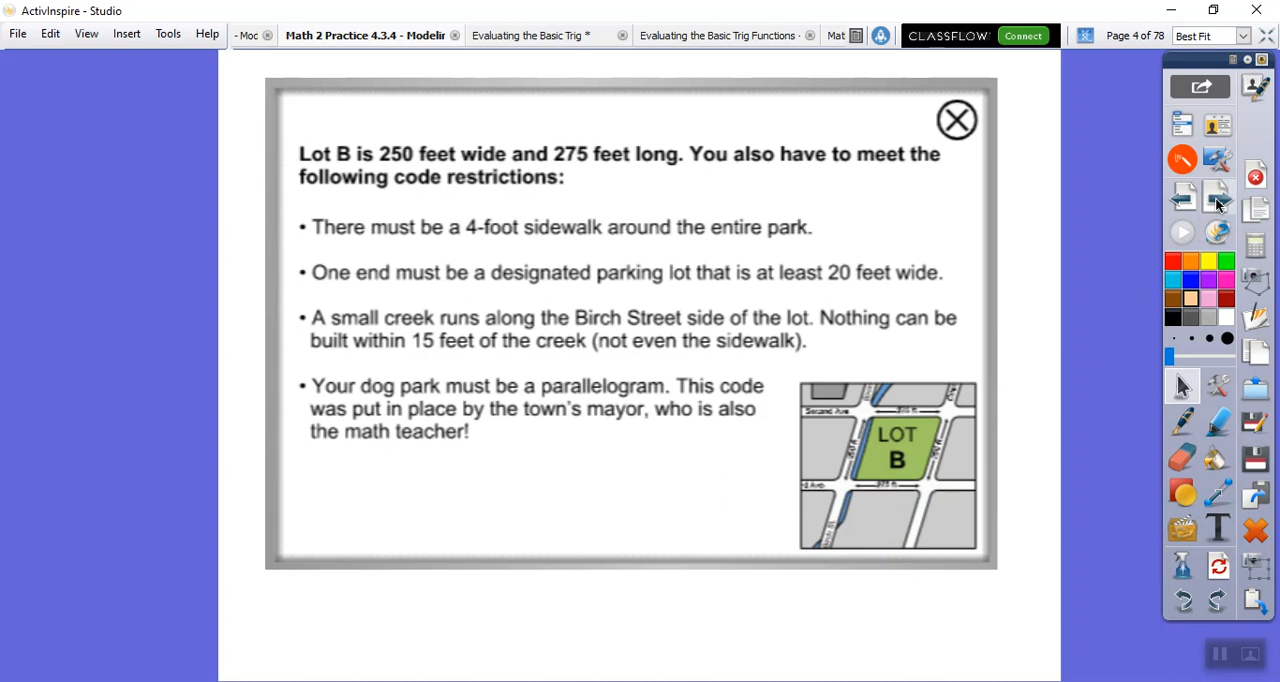 ActivInspire - Studio
File Edit View Insert Tools Help
- Moc
Math 2 Practice 4.3.4 - Modelir
Evaluating the Basic Trig *
Evaluating the Basic Trig Functions -
Mat
CLASSFLOW
Connect
Page 4 of 78
Best Fit
Lot B is 250 feet wide and 275 feet long. You also have to meet the
following code restrictions:
• There must be a 4-foot sidewalk around the entire park.
• One end must be a designated parking lot that is at least 20 feet wide.
• A small creek runs along the Birch Street side of the lot. Nothing can be
built within 15 feet of the creek (not even the sidewalk).
• Your dog park must be a parallelogram. This code
was put in place by the town's mayor, who is also
the math teacher!
Second Ave
LOT
B